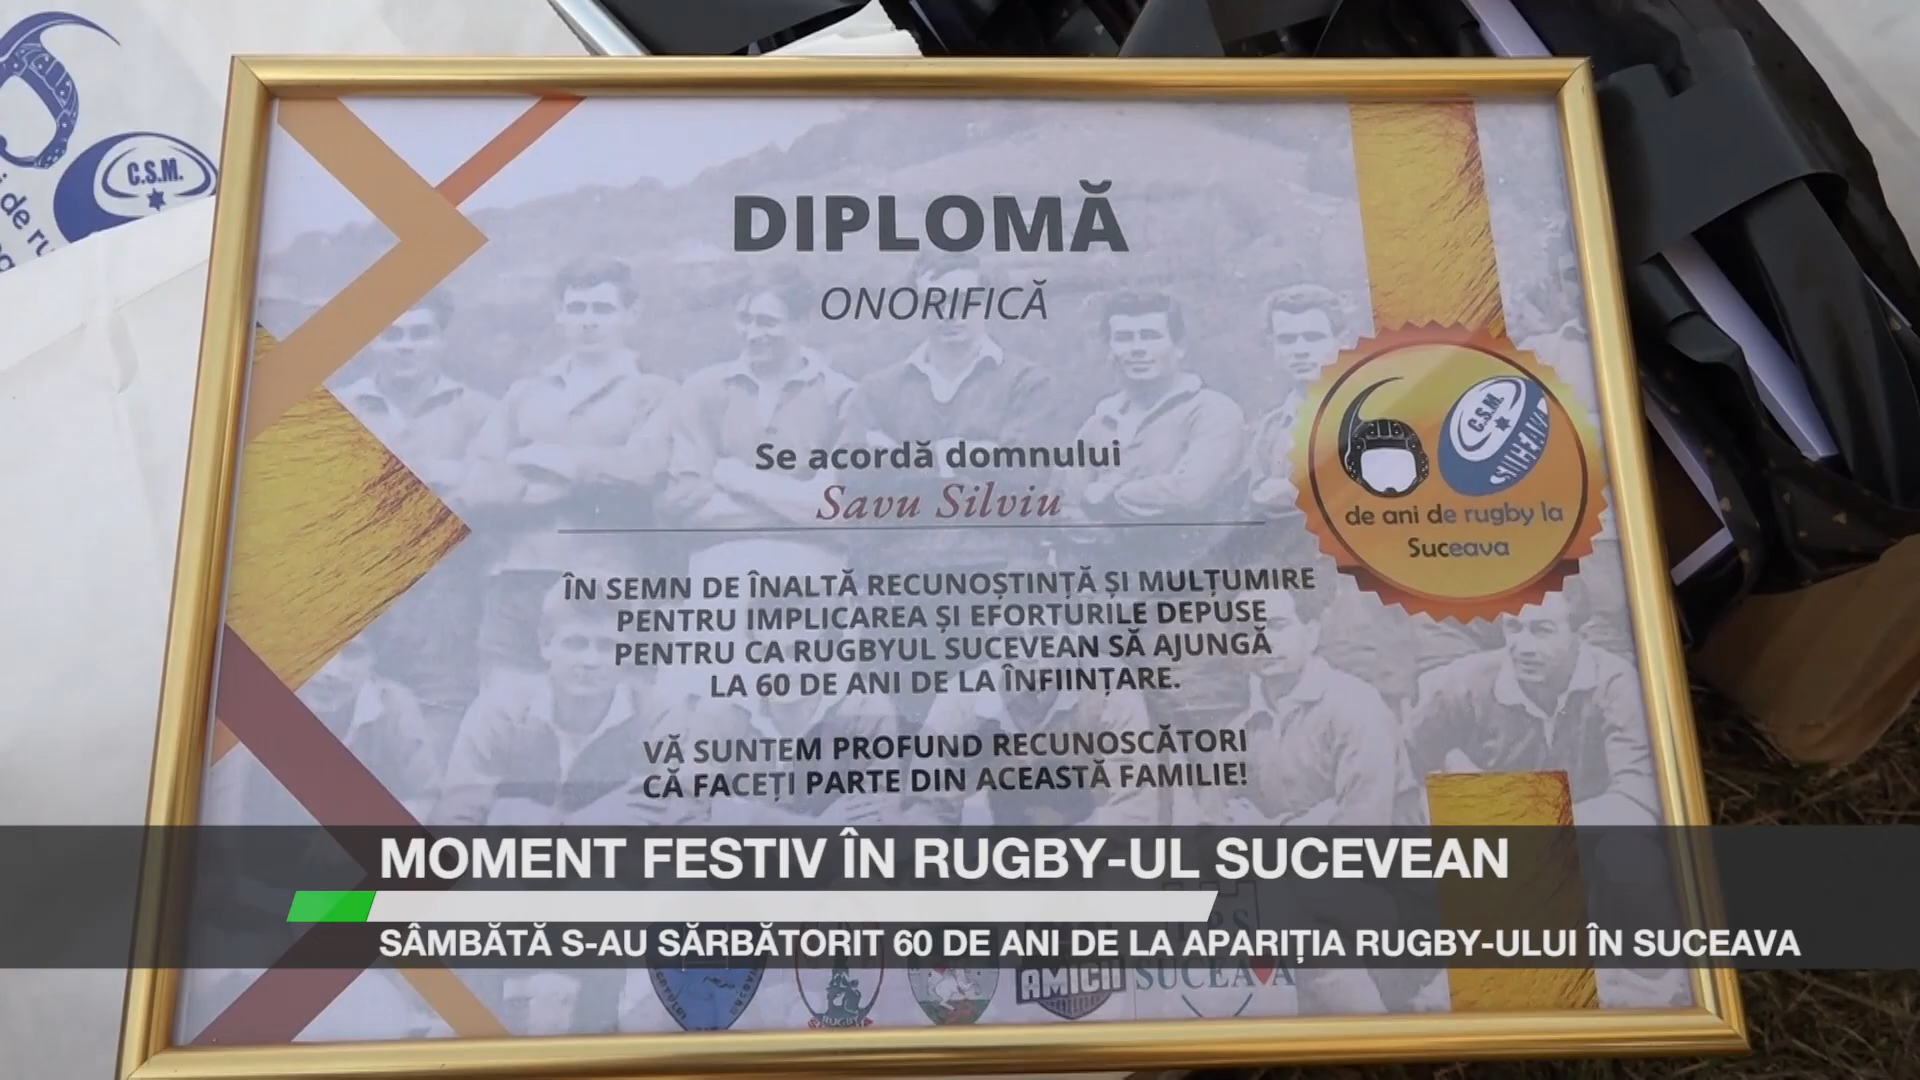 C.S.M.
i de ru
DIPLOMĂ
ONORIFICĂ
Se acordă domnului
Savu Silviu
C.S.M.
de ani de rugby la
Suceava
ÎN SEMN DE ÎNALTĂ RECUNOȘTINȚĂ ȘI MULȚUMIRE
PENTRU IMPLICAREA ȘI EFORTURILE DEPUSE
PENTRU CA RUGBYUL SUCEVEAN SĂ AJUNGĂ
LA 60 DE ANI DE LA ÎNFIINȚARE.
VĂ SUNTEM PROFUND RECUNOSCĂTORI
CĂ FACEȚI PARTE DIN ACEASTĂ FAMILIE!
MOMENT FESTIV ÎN RUGBY-UL SUCEVEAN
SÂMBĂTĂ S-AU SĂRBĂTORIT 60 DE ANI DE LA APARIȚIA RUGBY-ULUI ÎN SUCEAVA
RUGBY
AMICII
SUCEAVA